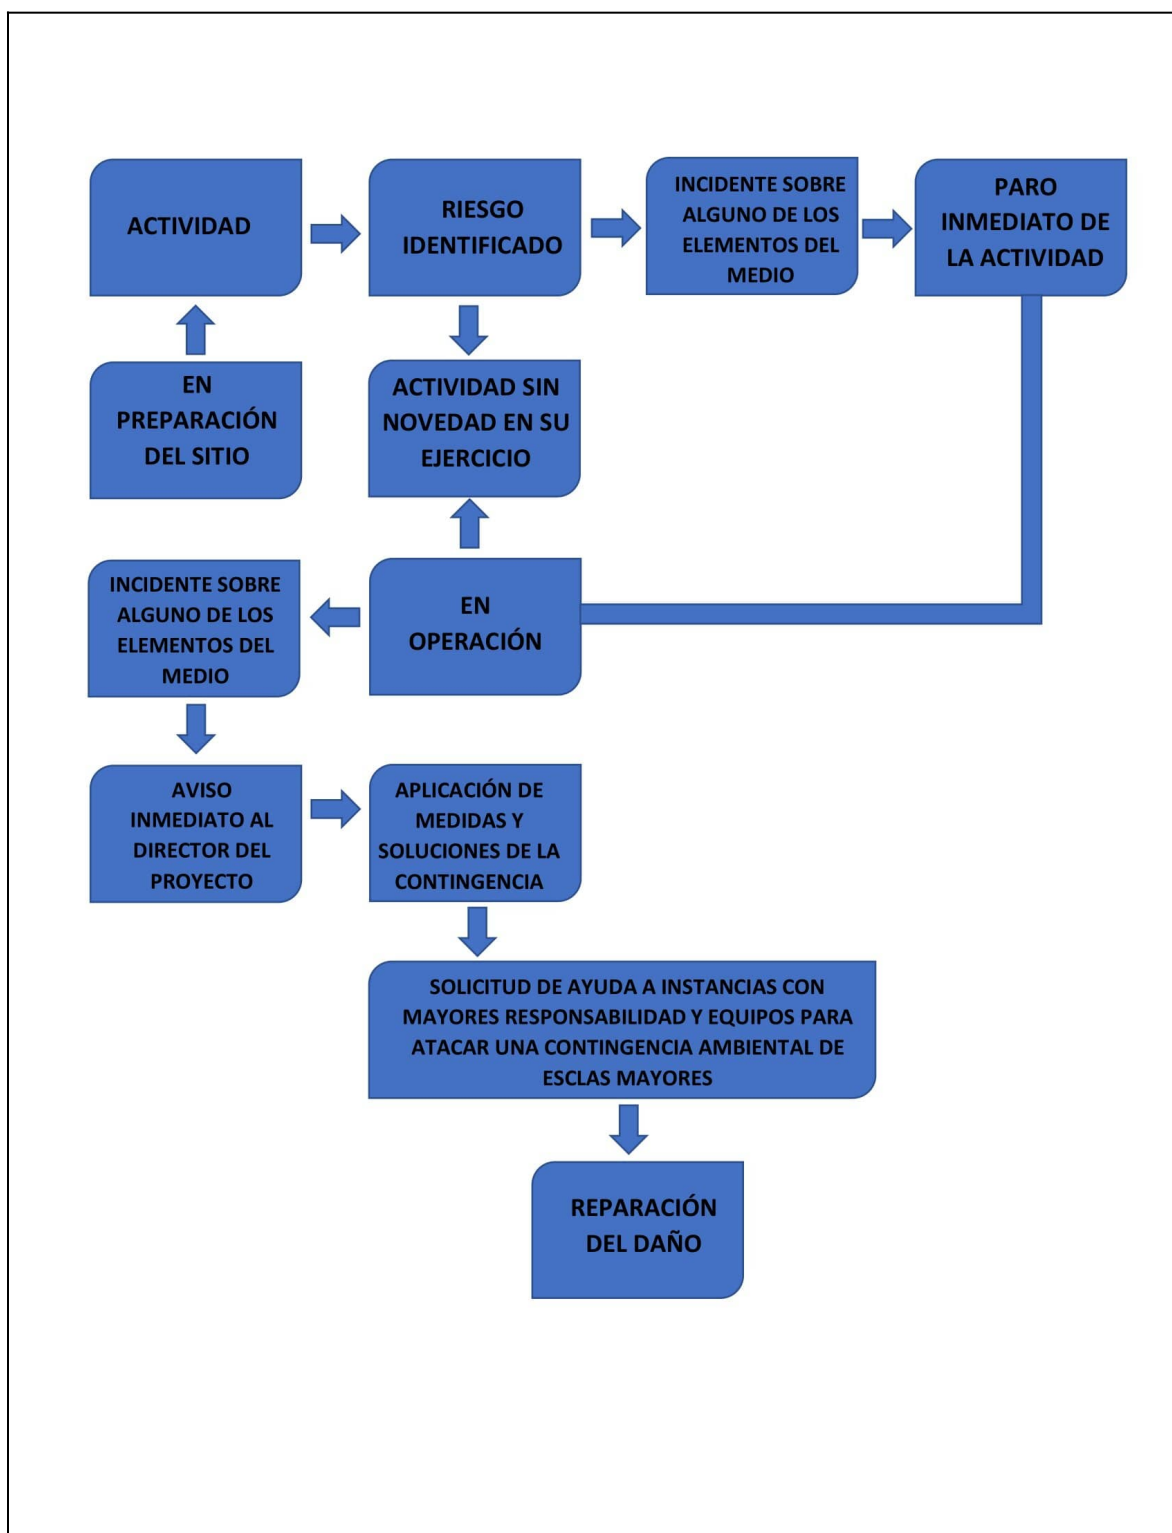 ACTIVIDAD
RIESGO
IDENTIFICADO
INCIDENTE SOBRE
ALGUNO DE LOS
ELEMENTOS DEL
MEDIO
PARO
INMEDIATO DE
LA ACTIVIDAD
EN
PREPARACIÓN
DEL SITIO
ACTIVIDAD SIN
NOVEDAD EN SU
EJERCICIO
INCIDENTE SOBRE
ALGUNO DE LOS
ELEMENTOS DEL
MEDIO
EN
OPERACIÓN
AVISO
INMEDIATO AL
DIRECTOR DEL
PROYECTO
APLICACIÓN DE
MEDIDAS Y
SOLUCIONES DE LA
CONTINGENCIA
SOLICITUD DE AYUDA A INSTANCIAS CON
MAYORES RESPONSABILIDAD Y EQUIPOS PARA
ATACAR UNA CONTINGENCIA AMBIENTAL DE
ESCLAS MAYORES
REPARACIÓN
DEL DAÑO